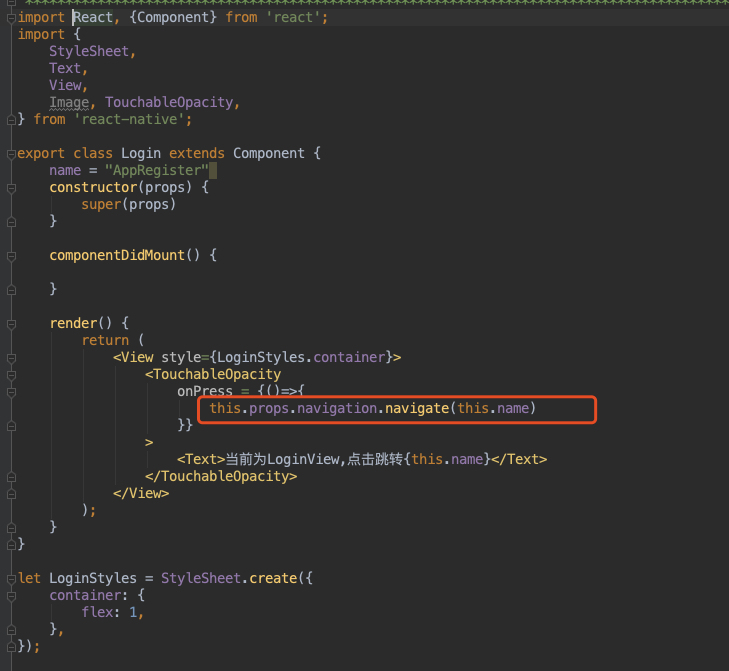 import React, {Component} from 'react';
import {
    StyleSheet,
    Text,
    View,
    Image, TouchableOpacity,
} from 'react-native';

export class Login extends Component {
    name = "AppRegister"
    constructor(props) {
        super(props)
    }

    componentDidMount() {

    }

    render() {
        return (
            <View style={LoginStyles.container}>
                <TouchableOpacity
                    onPress = {()=>{
                        this.props.navigation.navigate(this.name)
                    }}
                >
                    <Text>当前为LoginView,点击跳转{this.name}</Text>
                </TouchableOpacity>
            </View>
        );
    }
}

let LoginStyles = StyleSheet.create({
    container: {
        flex: 1,
    },
});